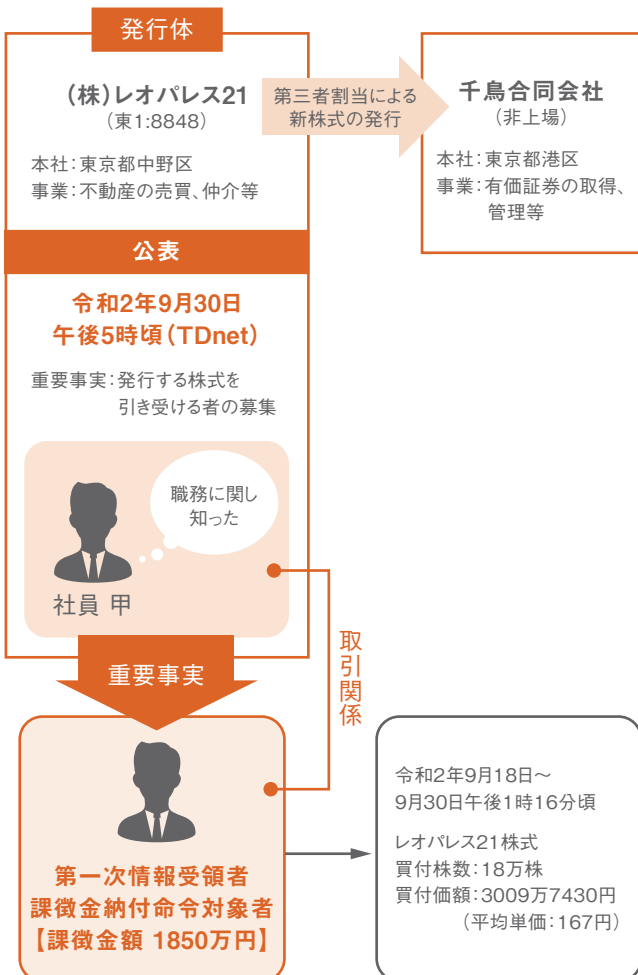 発行体
(株)レオパレス21
(東1:8848)
本社:東京都中野区
事業:不動産の売買、仲介等
第三者割当による
新株式の発行
千鳥合同会社
(非上場)
本社:東京都港区
事業:有価証券の取得、
管理等
公表
令和2年9月30日
午後5時頃(TDnet)
重要事実:発行する株式を
引き受ける者の募集
職務に関し
知った
社員 甲
取引関係
重要事実
第一次情報受領者
課徴金納付命令対象者
【課徴金額 1850万円】
令和2年9月18日〜
9月30日午後1時16分頃
レオパレス21株式
買付株数:18万株
買付価額:3009万7430円
(平均単価:167円)